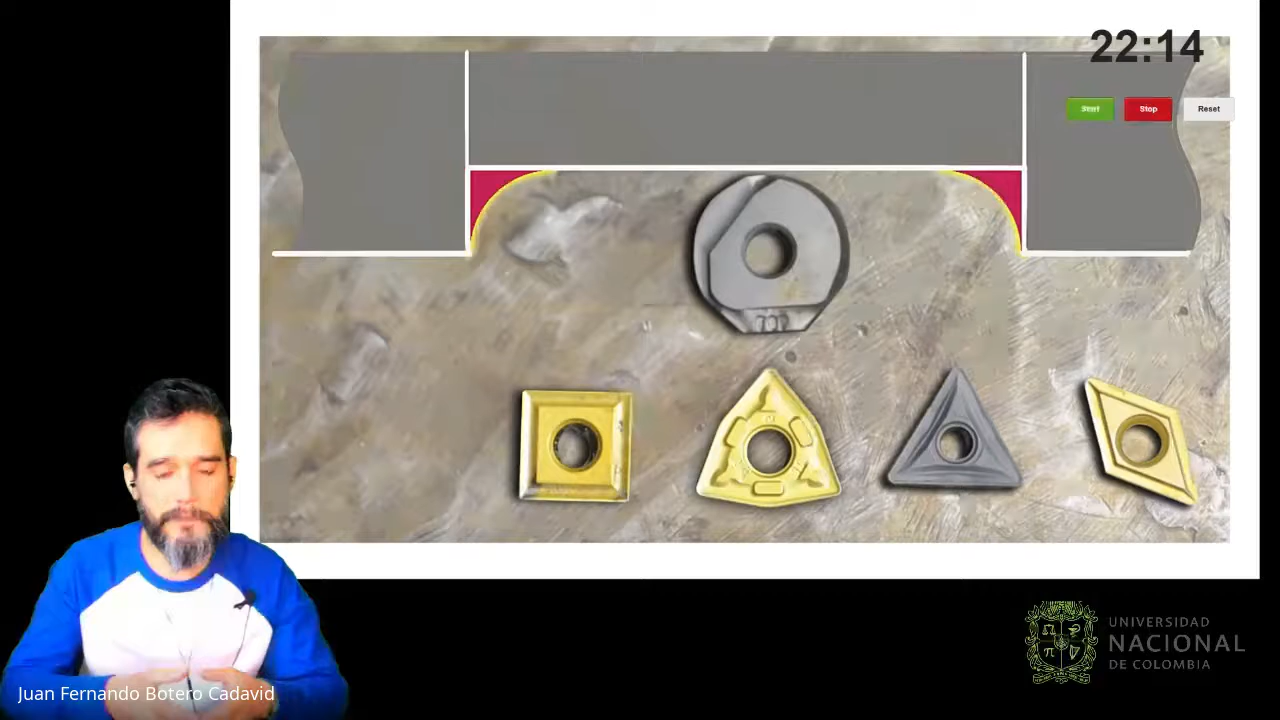 22:14
Start
Stop
Reset
UNIVERSIDAD
NACIONAL
DE COLOMBIA
Juan Fernando Botero Cadavid